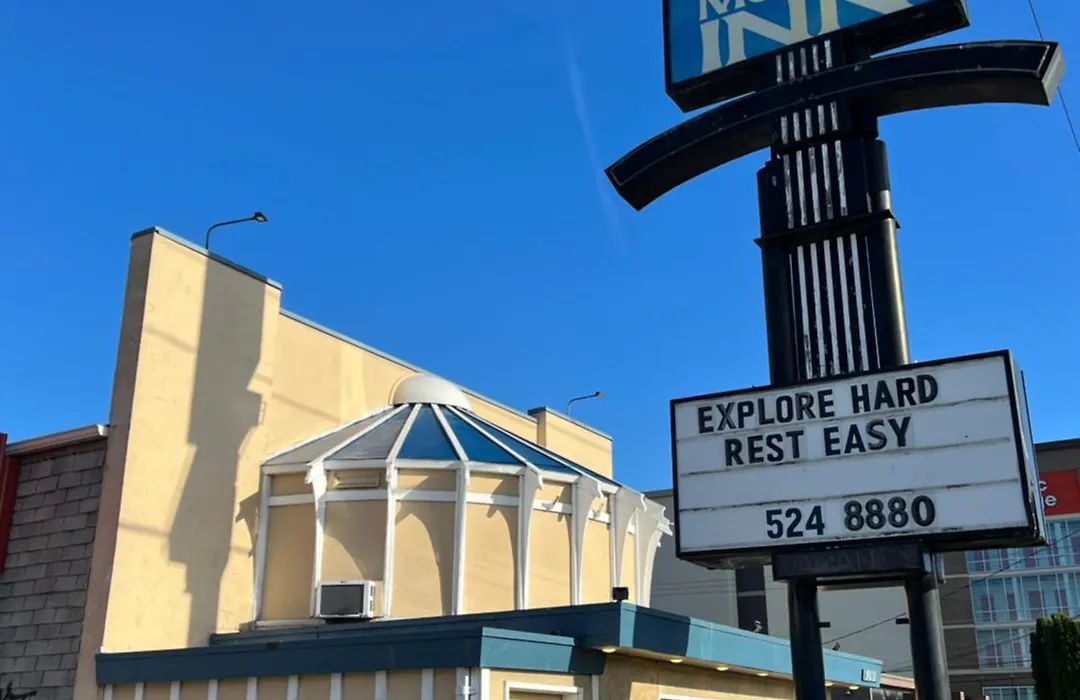 INN
EXPLORE HARD
REST EASY
524 8880